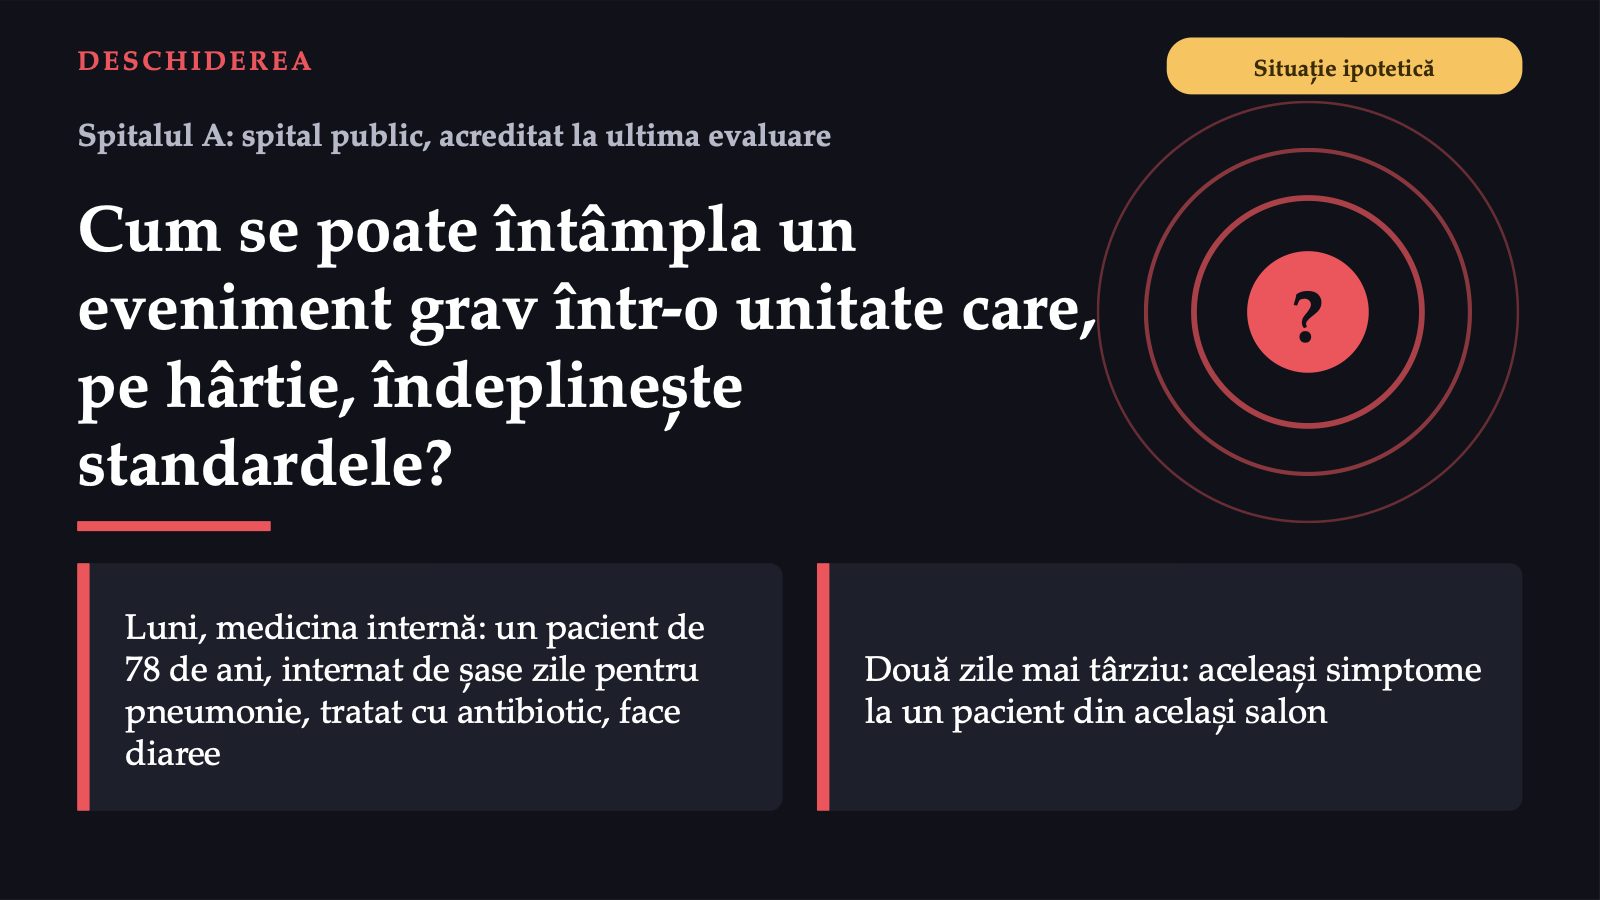 DESCHIDEREA
Situație ipotetică
Spitalul A: spital public, acreditat la ultima evaluare
Cum se poate întâmpla un
eveniment grav într-o unitate care,
pe hârtie, îndeplinește
standardele?
?
Luni, medicina internă: un pacient de
78 de ani, internat de șase zile pentru
pneumonie, tratat cu antibiotic, face
diaree
Două zile mai târziu: aceleași simptome
la un pacient din același salon